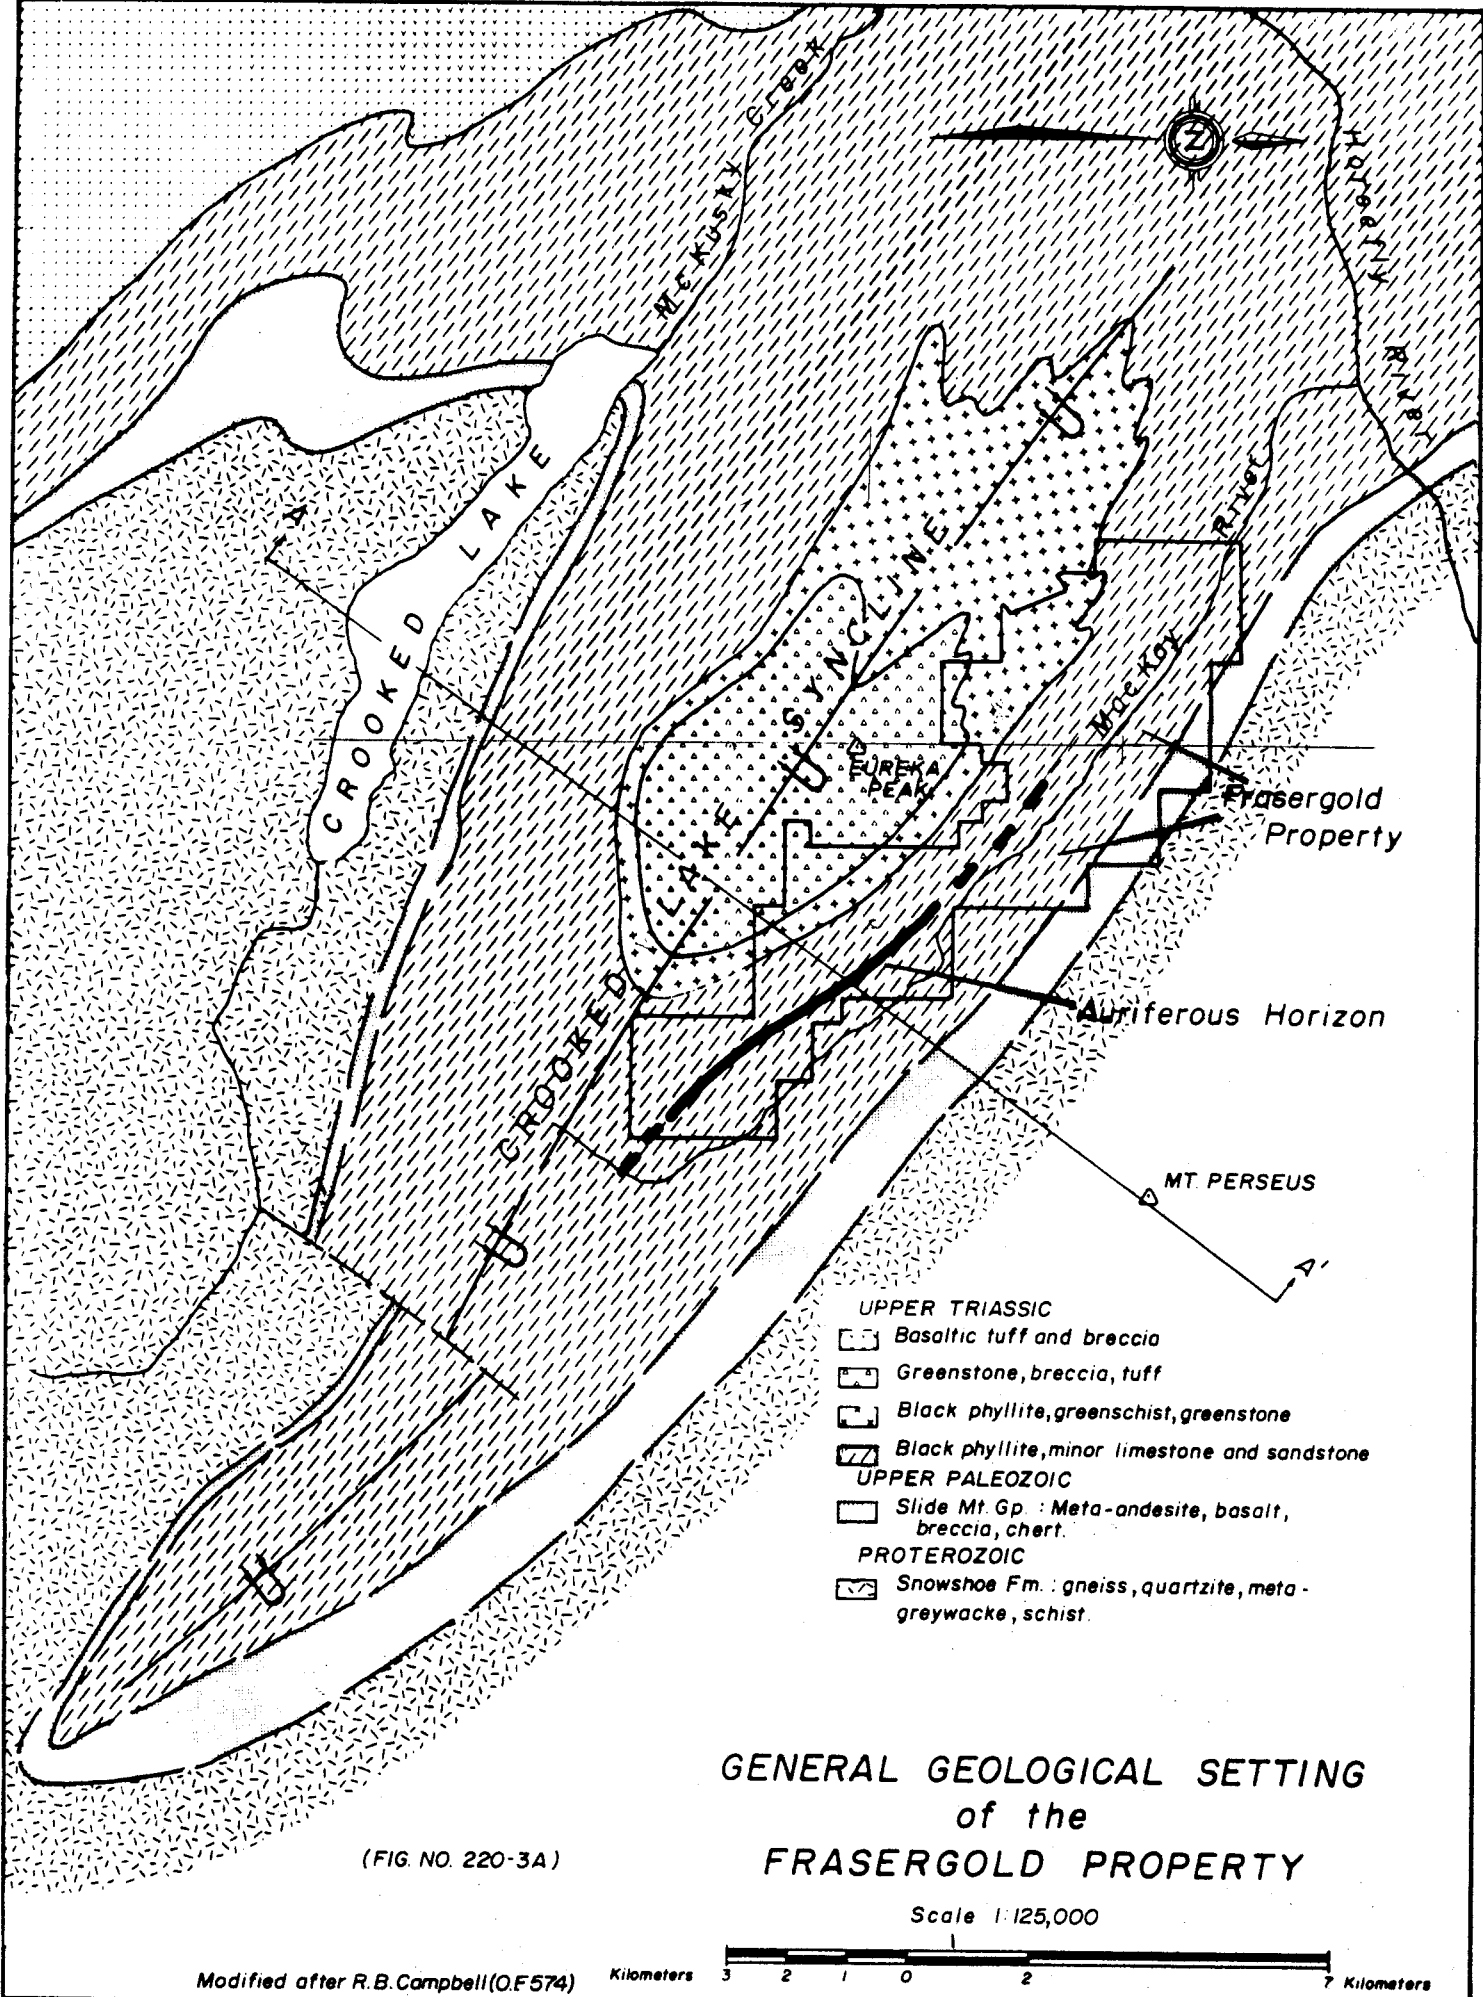 Mc Kusky Creek
N
Horsefly River
CROOKED LAKE
A
CROOKED LAKE SYNCLINE
EUREKA
PEAK
MacKay River
Frasergold
Property
Auriferous Horizon
MT. PERSEUS
A'
UPPER TRIASSIC
Basaltic tuff and breccia
Greenstone, breccia, tuff
Black phyllite, greenschist, greenstone
Black phyllite, minor limestone and sandstone
UPPER PALEOZOIC
Slide Mt. Gp. : Meta-andesite, basalt,
breccia, chert.
PROTEROZOIC
Snowshoe Fm. : gneiss, quartzite, meta-
greywacke, schist.
GENERAL GEOLOGICAL SETTING
of the
FRASERGOLD PROPERTY
(FIG. NO. 220-3A)
Scale 1:125,000
Modified after R.B. Campbell (O.F. 574)
Kilometers 3 2 1 0 2 7 Kilometers